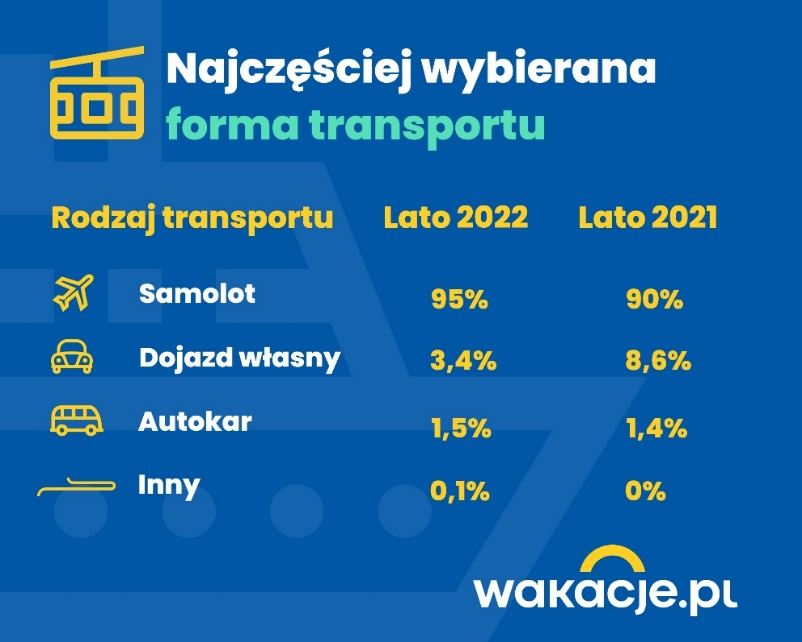 Najczęściej wybierana
forma transportu
Rodzaj transportu Lato 2022 Lato 2021
Samolot 95% 90%
Dojazd własny 3,4% 8,6%
Autokar 1,5% 1,4%
Inny 0,1% 0%
wakacje.pl